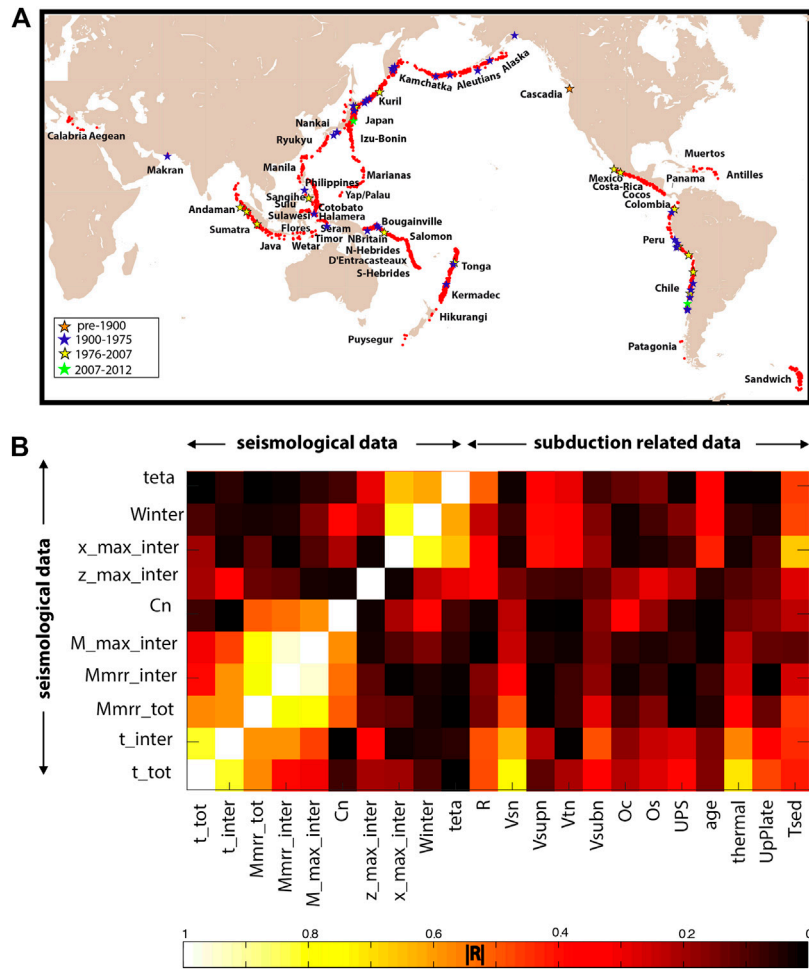 A
Alaska
Kamchatka
Aleutians
Cascadia
Kuril
Japan
Nankai
Ryukyu
Izu-Bonin
Calabria Aegean
Makran
Manila
Marianas
Muertos
Philippines
Mexico
Panama
Antilles
Sangihe
Yap/Palau
Costa-Rica
Sulu
Cotobato
Cocos
Andaman
Sulawesi
Halamera
Bougainville
Colombia
Sumatra
Flores
Seram
NBritain
Salomon
Java
Wetar
Timor
N-Hebrides
Peru
D'Entracasteaux
Tonga
S-Hebrides
Chile
Kermadec
Hikurangi
Puysegur
Patagonia
Sandwich
pre-1900
1900-1975
1976-2007
2007-2012
B
seismological data
subduction related data
seismological data
teta
Winter
x_max_inter
z_max_inter
Cn
M_max_inter
Mmrr_inter
Mmrr_tot
t_inter
t_tot
t_tot
t_inter
Mmrr_tot
Mmrr_inter
M_max_inter
Cn
z_max_inter
x_max_inter
Winter
teta
R
Vsn
Vsupn
Vtn
Vsubn
Oc
Os
UPS
age
thermal
UpPlate
Tsed
1 0.8 0.6 0.4 0.2 0
|R|